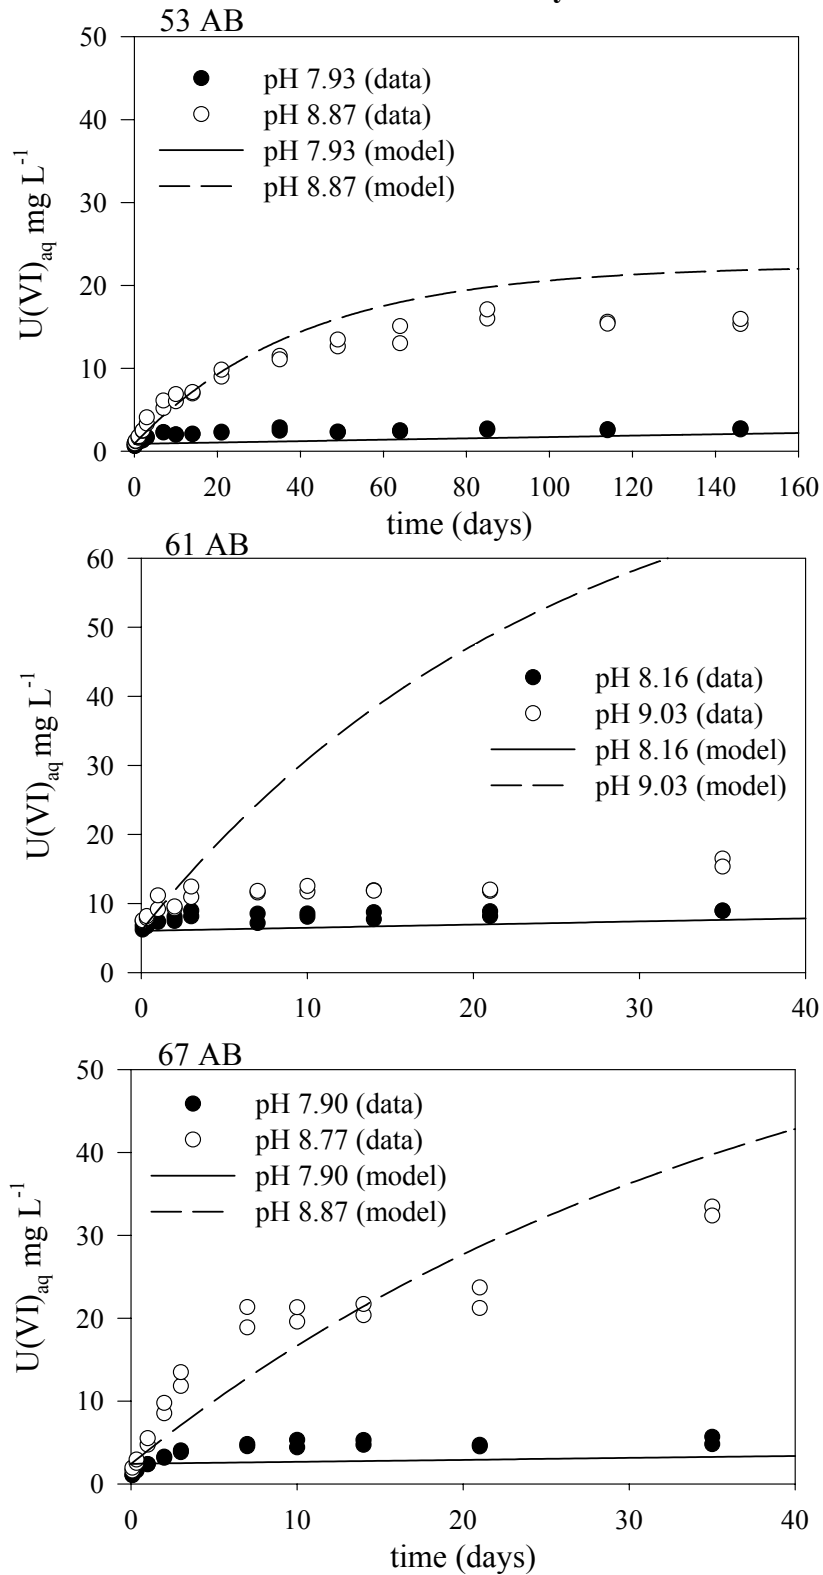 53 AB
50
40
30
20
10
0
U(VI)aq mg L-1
pH 7.93 (data)
pH 8.87 (data)
pH 7.93 (model)
pH 8.87 (model)
0 20 40 60 80 100 120 140 160
time (days)
61 AB
60
50
40
30
20
10
0
U(VI)aq mg L-1
pH 8.16 (data)
pH 9.03 (data)
pH 8.16 (model)
pH 9.03 (model)
0 10 20 30 40
67 AB
50
40
30
20
10
0
U(VI)aq mg L-1
pH 7.90 (data)
pH 8.77 (data)
pH 7.90 (model)
pH 8.87 (model)
0 10 20 30 40
time (days)